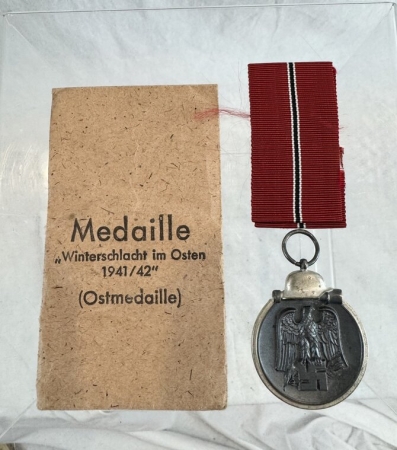 Medaille
„Winterschlacht im Osten
1941/42"
(Ostmedaille)